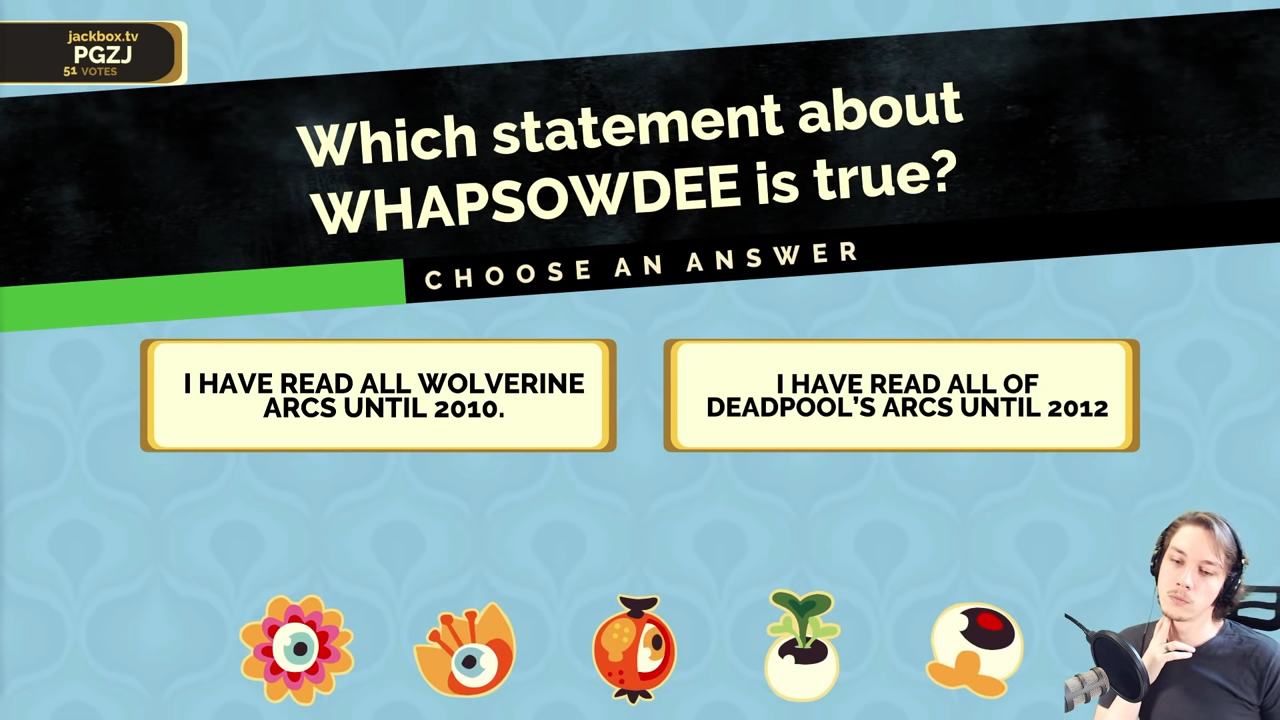 jackbox.tv
PGZJ
51 VOTES
Which statement about
WHAPSOWDEE is true?
CHOOSE AN ANSWER
I HAVE READ ALL WOLVERINE
ARCS UNTIL 2010.
I HAVE READ ALL OF
DEADPOOL'S ARCS UNTIL 2012